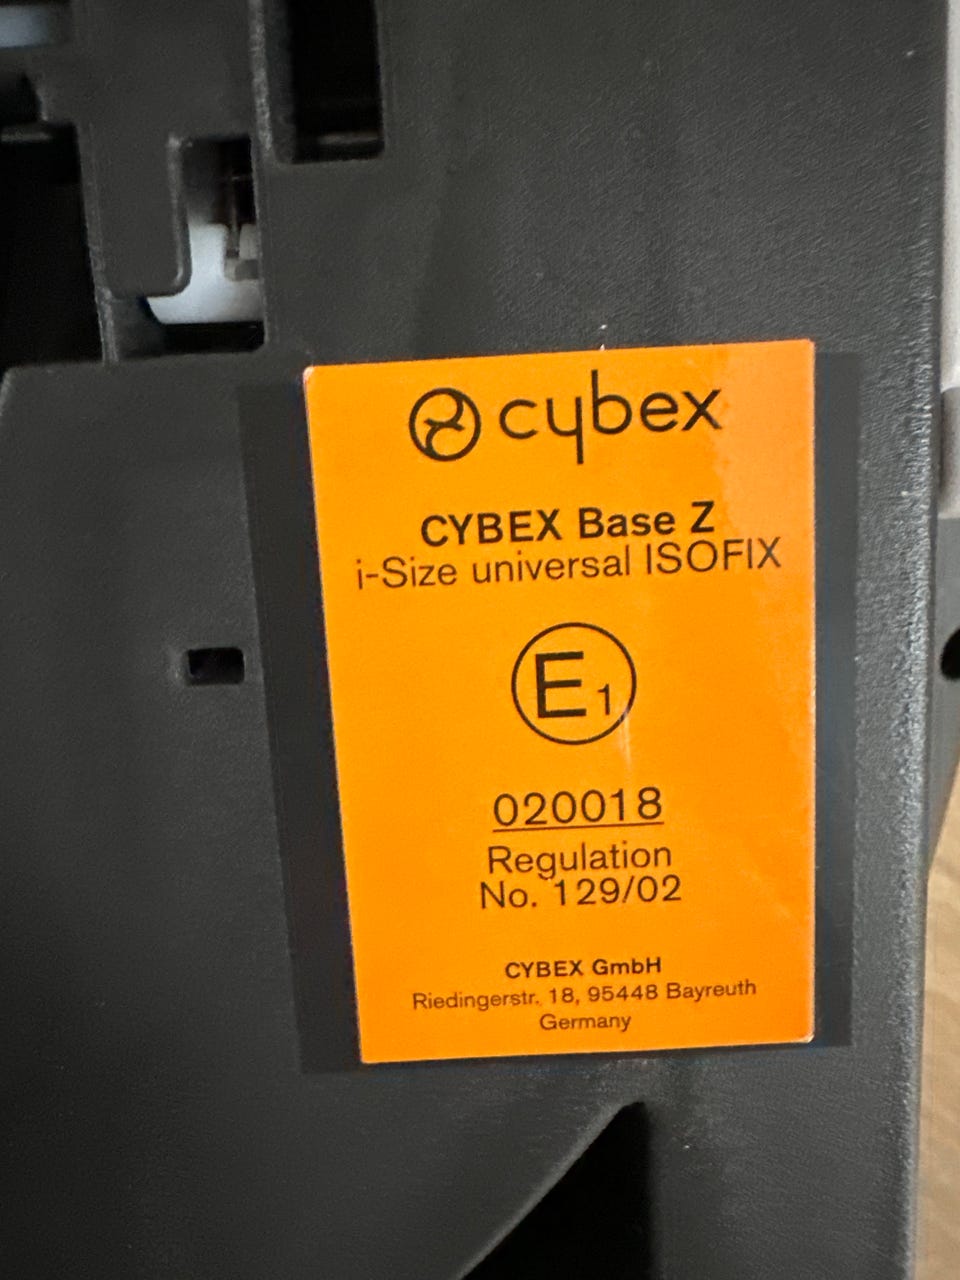 cybex
CYBEX Base Z
i-Size universal ISOFIX
E1
020018
Regulation
No. 129/02
CYBEX GmbH
Riedingerstr. 18, 95448 Bayreuth
Germany